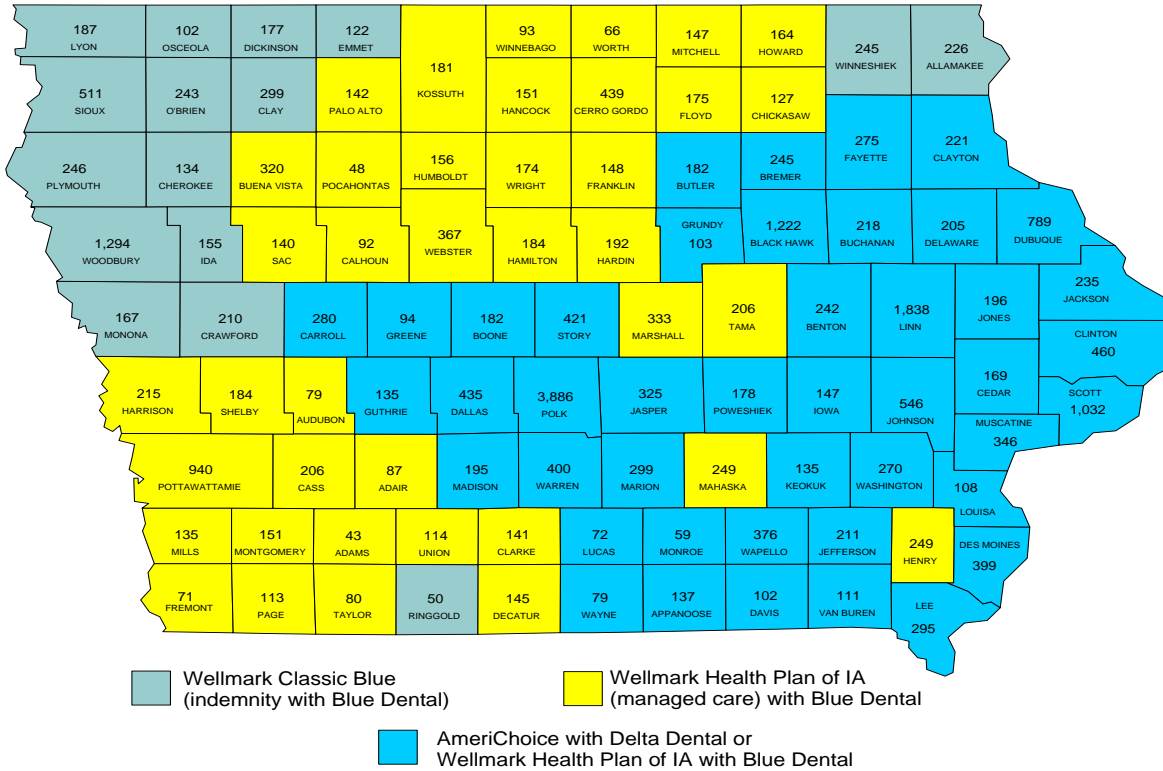 187
LYON
102
OSCEOLA
177
DICKINSON
122
EMMET
181
KOSSUTH
93
WINNEBAGO
66
WORTH
147
MITCHELL
164
HOWARD
245
WINNESHIEK
226
ALLAMAKEE
511
SIOUX
243
O'BRIEN
299
CLAY
142
PALO ALTO
151
HANCOCK
439
CERRO GORDO
175
FLOYD
127
CHICKASAW
246
PLYMOUTH
134
CHEROKEE
320
BUENA VISTA
48
POCAHONTAS
156
HUMBOLDT
174
WRIGHT
148
FRANKLIN
182
BUTLER
245
BREMER
275
FAYETTE
221
CLAYTON
1,294
WOODBURY
155
IDA
140
SAC
92
CALHOUN
367
WEBSTER
184
HAMILTON
192
HARDIN
GRUNDY
103
1,222
BLACK HAWK
218
BUCHANAN
205
DELAWARE
789
DUBUQUE
167
MONONA
210
CRAWFORD
280
CARROLL
94
GREENE
182
BOONE
421
STORY
333
MARSHALL
206
TAMA
242
BENTON
1,838
LINN
196
JONES
235
JACKSON
CLINTON
460
215
HARRISON
184
SHELBY
79
AUDUBON
135
GUTHRIE
435
DALLAS
3,886
POLK
325
JASPER
178
POWESHIEK
147
IOWA
546
JOHNSON
169
CEDAR
SCOTT
1,032
MUSCATINE
346
940
POTTAWATTAMIE
206
CASS
87
ADAIR
195
MADISON
400
WARREN
299
MARION
249
MAHASKA
135
KEOKUK
270
WASHINGTON
108
LOUISA
135
MILLS
151
MONTGOMERY
43
ADAMS
114
UNION
141
CLARKE
72
LUCAS
59
MONROE
376
WAPELLO
211
JEFFERSON
249
HENRY
DES MOINES
399
71
FREMONT
113
PAGE
80
TAYLOR
50
RINGGOLD
145
DECATUR
79
WAYNE
137
APPANOOSE
102
DAVIS
111
VAN BUREN
LEE
295
Wellmark Classic Blue
(indemnity with Blue Dental)
Wellmark Health Plan of IA
(managed care) with Blue Dental
AmeriChoice with Delta Dental or
Wellmark Health Plan of IA with Blue Dental